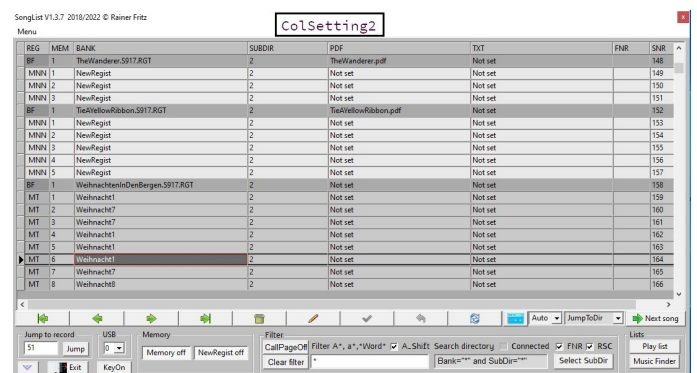 SongList V1.3.7 2018/2022 © Rainer Fritz
ColSetting2
x
Menu
REG MEM BANK SUBDIR PDF TXT FNR SNR
BF 1 TheWanderer.S917.RGT 2 TheWanderer.pdf Not set 148
MNN 1 NewRegist 2 Not set Not set 149
MNN 2 NewRegist 2 Not set Not set 150
MNN 3 NewRegist 2 Not set Not set 151
BF 1 TieAYellowRibbon.S917.RGT 2 TieAYellowRibbon.pdf Not set 152
MNN 1 NewRegist 2 Not set Not set 153
MNN 2 NewRegist 2 Not set Not set 154
MNN 3 NewRegist 2 Not set Not set 155
MNN 4 NewRegist 2 Not set Not set 156
MNN 5 NewRegist 2 Not set Not set 157
BF 1 WeihnachtenInDenBergen.S917.RGT 2 Not set Not set 158
MT 1 Weihnacht1 2 Not set Not set 159
MT 2 Weihnacht7 2 Not set Not set 160
MT 3 Weihnacht7 2 Not set Not set 161
MT 4 Weihnacht1 2 Not set Not set 162
MT 5 Weihnacht1 2 Not set Not set 163
MT 6 Weihnacht1 2 Not set Not set 164
MT 7 Weihnacht7 2 Not set Not set 165
MT 8 Weihnacht8 2 Not set Not set 166
Auto JumpToDir Next song
Jump to record USB Memory Filter Lists
51 Jump 0 Memory off NewRegist off CallPageOff Filter A*, a*,*Word* A_Shift Search directory Connected FNR RSC Play list
Exit KeyOn Clear filter * Bank="*" and SubDir="*" Select SubDir Music Finder